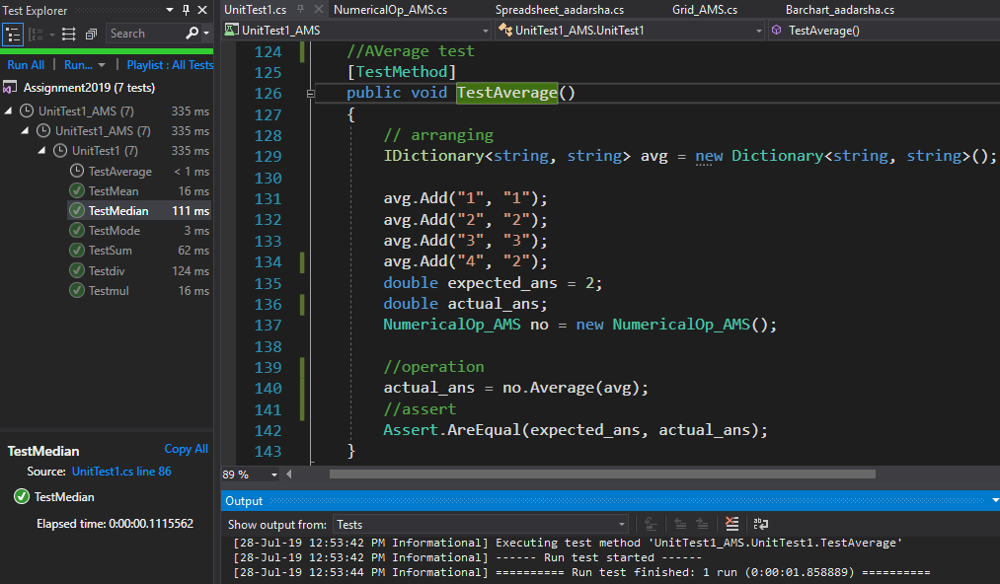 Test Explorer
Search
Run All | Run... | Playlist : All Tests
Assignment2019 (7 tests)
UnitTest1_AMS (7) 335 ms
UnitTest1_AMS (7) 335 ms
UnitTest1 (7) 335 ms
TestAverage < 1 ms
TestMean 16 ms
TestMedian 111 ms
TestMode 3 ms
TestSum 62 ms
Testdiv 124 ms
Testmul 16 ms
TestMedian Copy All
Source: UnitTest1.cs line 86
TestMedian
Elapsed time: 0:00:00.1115562
UnitTest1.cs NumericalOp_AMS.cs Spreadsheet_aadarsha.cs Grid_AMS.cs Barchart_aadarsha.cs
UnitTest1_AMS UnitTest1_AMS.UnitTest1 TestAverage()
124 //AVerage test
125 [TestMethod]
126 public void TestAverage()
127 {
128 // arranging
129 IDictionary<string, string> avg = new Dictionary<string, string>();
130
131 avg.Add("1", "1");
132 avg.Add("2", "2");
133 avg.Add("3", "3");
134 avg.Add("4", "2");
135 double expected_ans = 2;
136 double actual_ans;
137 NumericalOp_AMS no = new NumericalOp_AMS();
138
139 //operation
140 actual_ans = no.Average(avg);
141 //assert
142 Assert.AreEqual(expected_ans, actual_ans);
143 }
89 %
Output
Show output from: Tests
[28-Jul-19 12:53:42 PM Informational] Executing test method 'UnitTest1_AMS.UnitTest1.TestAverage'
[28-Jul-19 12:53:42 PM Informational] ------ Run test started ------
[28-Jul-19 12:53:44 PM Informational] ========== Run test finished: 1 run (0:00:01.858889) ==========